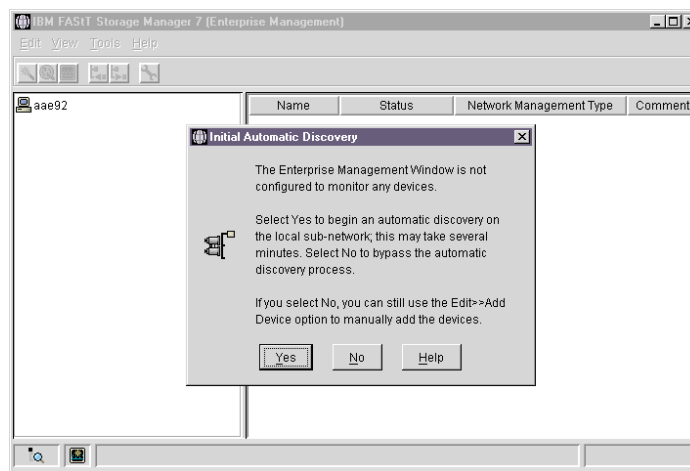 IBM FAStT Storage Manager 7 (Enterprise Management)
Edit View Tools Help
aae92
Name Status Network Management Type Comment
Initial Automatic Discovery
The Enterprise Management Window is not
configured to monitor any devices.
Select Yes to begin an automatic discovery on
the local sub-network; this may take several
minutes. Select No to bypass the automatic
discovery process.
If you select No, you can still use the Edit>>Add
Device option to manually add the devices.
Yes No Help